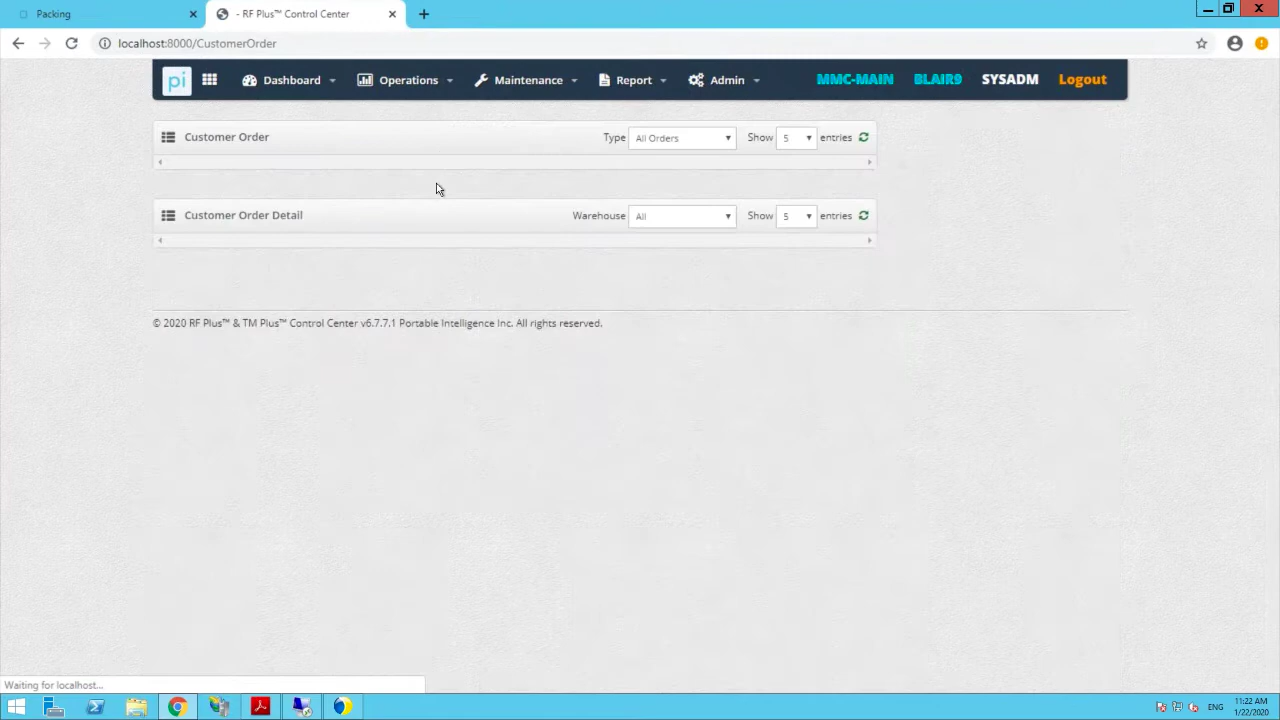 Packing
- RF Plus™ Control Center
localhost:8000/CustomerOrder
pi Dashboard Operations Maintenance Report Admin MMC-MAIN BLAIR9 SYSADM Logout
Customer Order Type All Orders Show 5 entries
Customer Order Detail Warehouse All Show 5 entries
© 2020 RF Plus™ & TM Plus™ Control Center v6.7.7.1 Portable Intelligence Inc. All rights reserved.
Waiting for localhost...
ENG 11:22 AM
1/22/2020